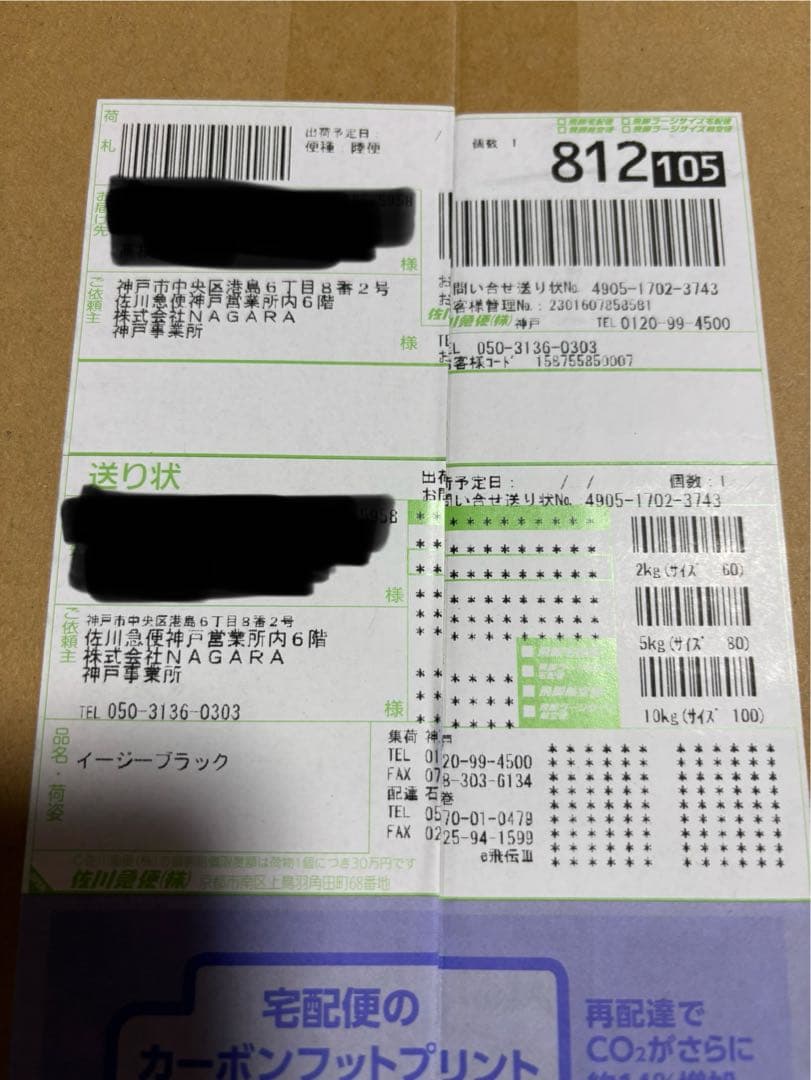 荷札
出荷予定日: /
便種:陸便
個数 1
812 105
お届け先
5958
様
ご依頼主
神戸市中央区港島6丁目8番2号
佐川急便神戸営業所内6階
株式会社NAGARA
神戸事業所
様
お問い合せ送り状No. 4905-1702-3743
お客様管理No.: 2301607858581
佐川急便(株) 神戸 TEL 0120-99-4500
TEL 050-3136-0303
お客様コード 158755850007
送り状
出荷予定日: / / 個数:1
お問い合せ送り状No. 4905-1702-3743
5958
様
2kg(サイズ 60)
5kg(サイズ 80)
10kg(サイズ 100)
ご依頼主
神戸市中央区港島6丁目8番2号
佐川急便神戸営業所内6階
株式会社NAGARA
神戸事業所
TEL 050-3136-0303
様
品名・荷姿
イージーブラック
集荷 神戸
TEL 0120-99-4500
FAX 078-303-6134
配達 石巻
TEL 0570-01-0479
FAX 0225-94-1599
e飛伝Ⅲ
佐川急便(株) 京都市南区上鳥羽角田町68番地
宅配便の
カーボンフットプリント
再配達で
CO2がさらに